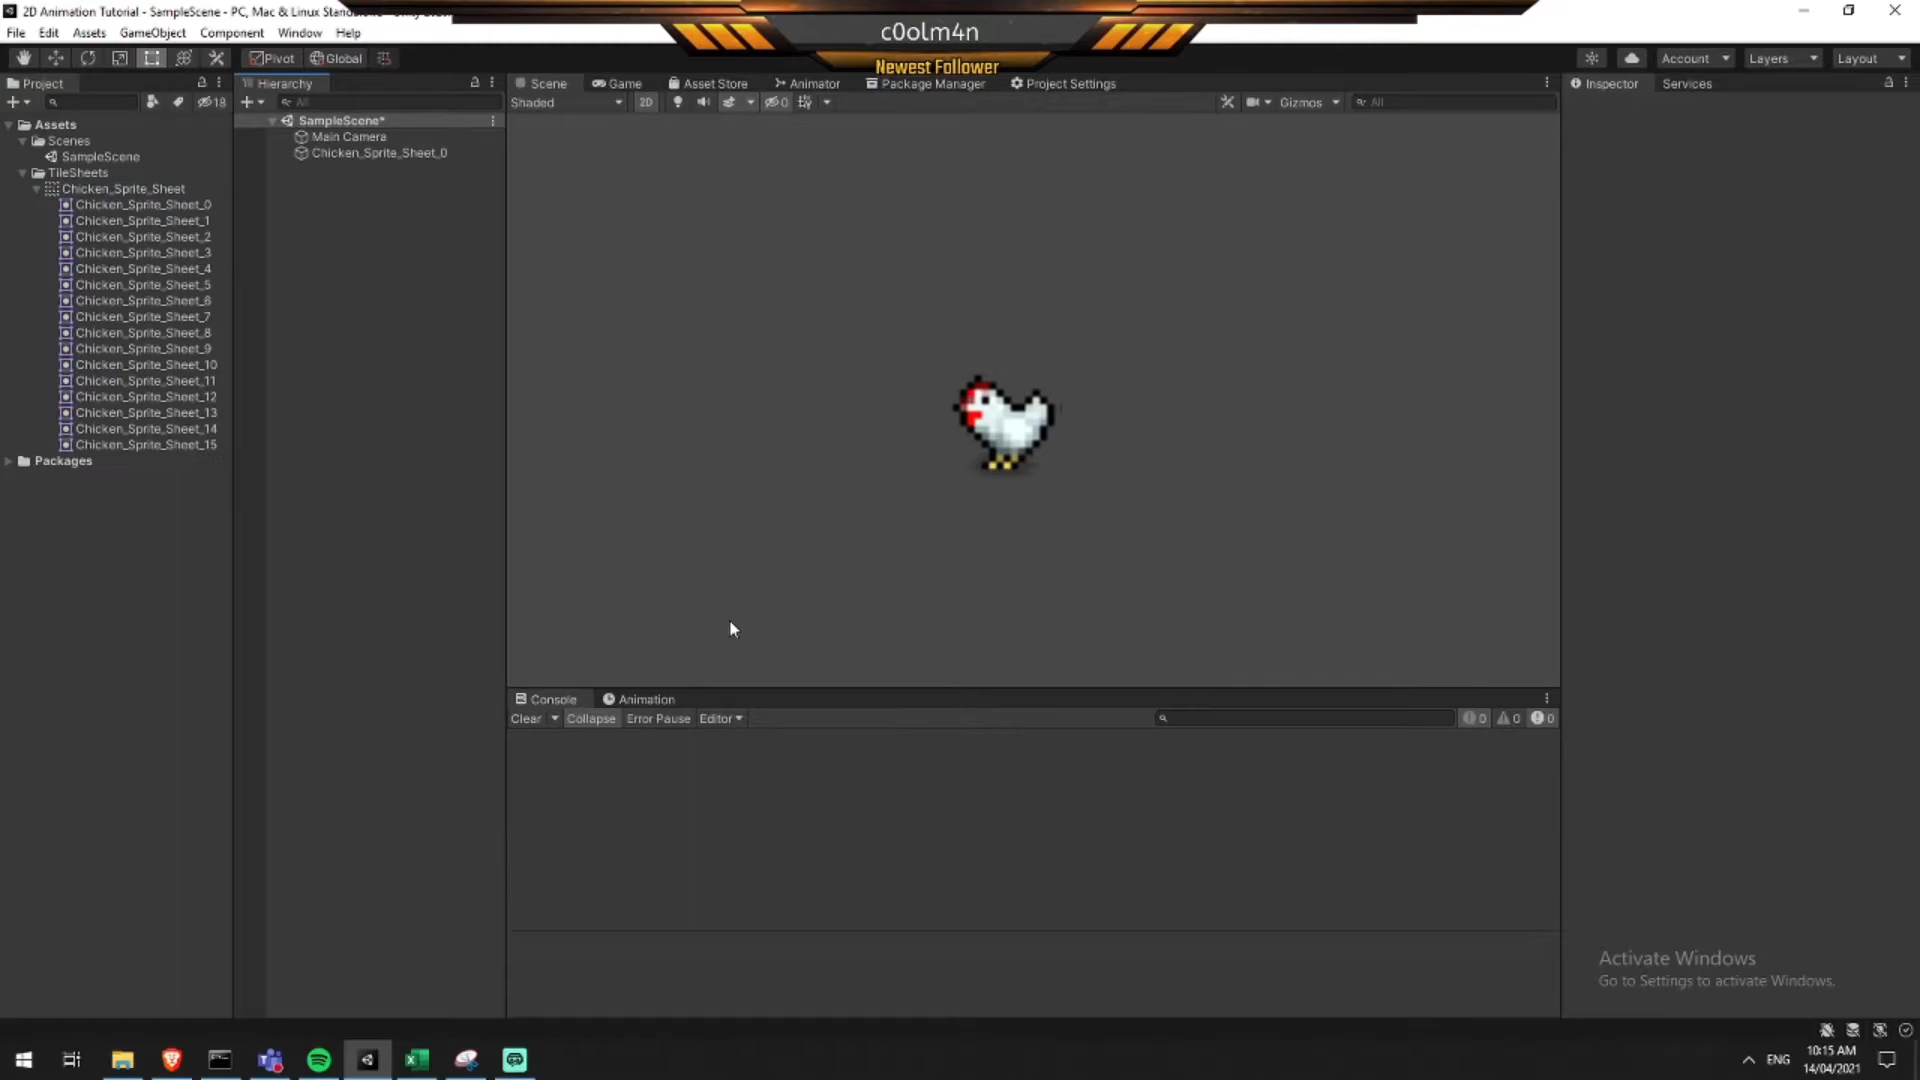 2D Animation Tutorial - SampleScene - PC, Mac & Linux
c0olm4n
Newest Follower
File Edit Assets GameObject Component Window Help
Pivot Global Account Layers Layout
Project Hierarchy Scene Game Asset Store Animator Package Manager Project Settings Inspector Services
18 All Shaded 2D 0 Gizmos All
Assets
Scenes
SampleScene
TileSheets
Chicken_Sprite_Sheet
Chicken_Sprite_Sheet_0
Chicken_Sprite_Sheet_1
Chicken_Sprite_Sheet_2
Chicken_Sprite_Sheet_3
Chicken_Sprite_Sheet_4
Chicken_Sprite_Sheet_5
Chicken_Sprite_Sheet_6
Chicken_Sprite_Sheet_7
Chicken_Sprite_Sheet_8
Chicken_Sprite_Sheet_9
Chicken_Sprite_Sheet_10
Chicken_Sprite_Sheet_11
Chicken_Sprite_Sheet_12
Chicken_Sprite_Sheet_13
Chicken_Sprite_Sheet_14
Chicken_Sprite_Sheet_15
Packages
SampleScene*
Main Camera
Chicken_Sprite_Sheet_0
Console Animation
Clear Collapse Error Pause Editor 0 0 0
Activate Windows
Go to Settings to activate Windows.
ENG
10:15 AM
14/04/2021